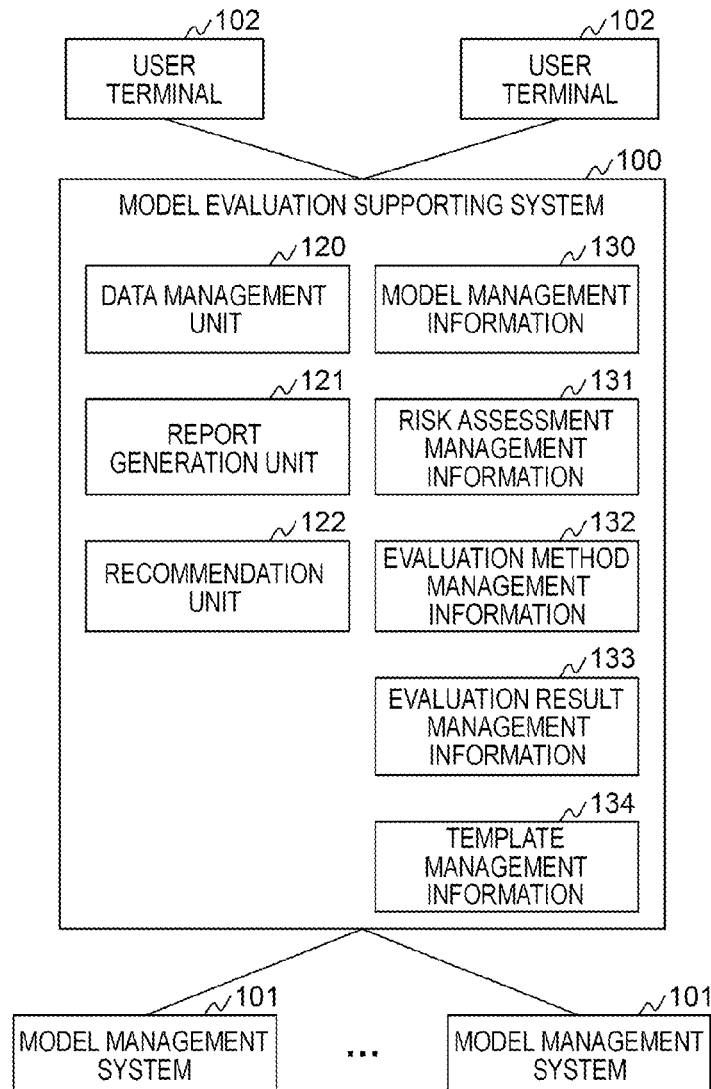 102
USER
TERMINAL
102
USER
TERMINAL
100
MODEL EVALUATION SUPPORTING SYSTEM
120
DATA MANAGEMENT
UNIT
130
MODEL MANAGEMENT
INFORMATION
121
REPORT
GENERATION UNIT
131
RISK ASSESSMENT
MANAGEMENT
INFORMATION
122
RECOMMENDATION
UNIT
132
EVALUATION METHOD
MANAGEMENT
INFORMATION
133
EVALUATION RESULT
MANAGEMENT
INFORMATION
134
TEMPLATE
MANAGEMENT
INFORMATION
101
MODEL MANAGEMENT
SYSTEM
...
101
MODEL MANAGEMENT
SYSTEM